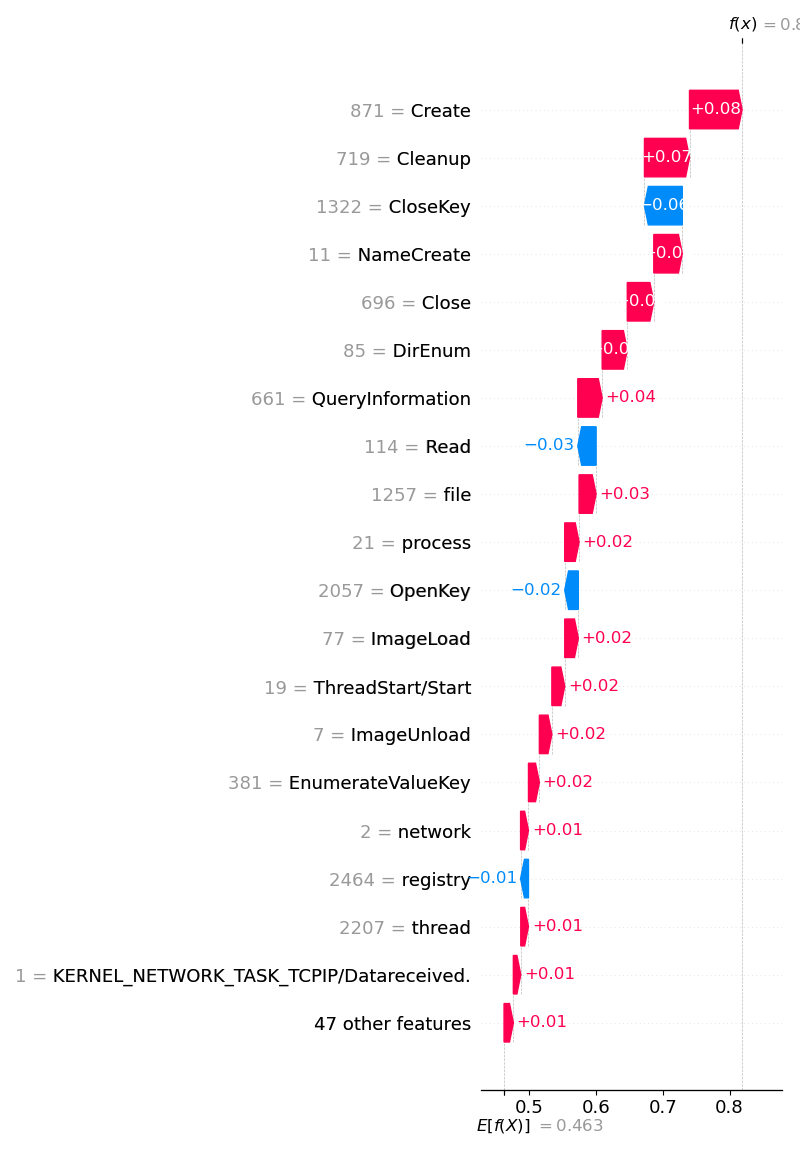 f(x) = 0.8
871 = Create +0.08
719 = Cleanup +0.07
1322 = CloseKey −0.06
11 = NameCreate
696 = Close
85 = DirEnum
661 = QueryInformation +0.04
114 = Read −0.03
1257 = file +0.03
21 = process +0.02
2057 = OpenKey −0.02
77 = ImageLoad +0.02
19 = ThreadStart/Start +0.02
7 = ImageUnload +0.02
381 = EnumerateValueKey +0.02
2 = network +0.01
2464 = registry −0.01
2207 = thread +0.01
1 = KERNEL_NETWORK_TASK_TCPIP/Datareceived. +0.01
47 other features +0.01
0.5 0.6 0.7 0.8
E[f(X)] = 0.463